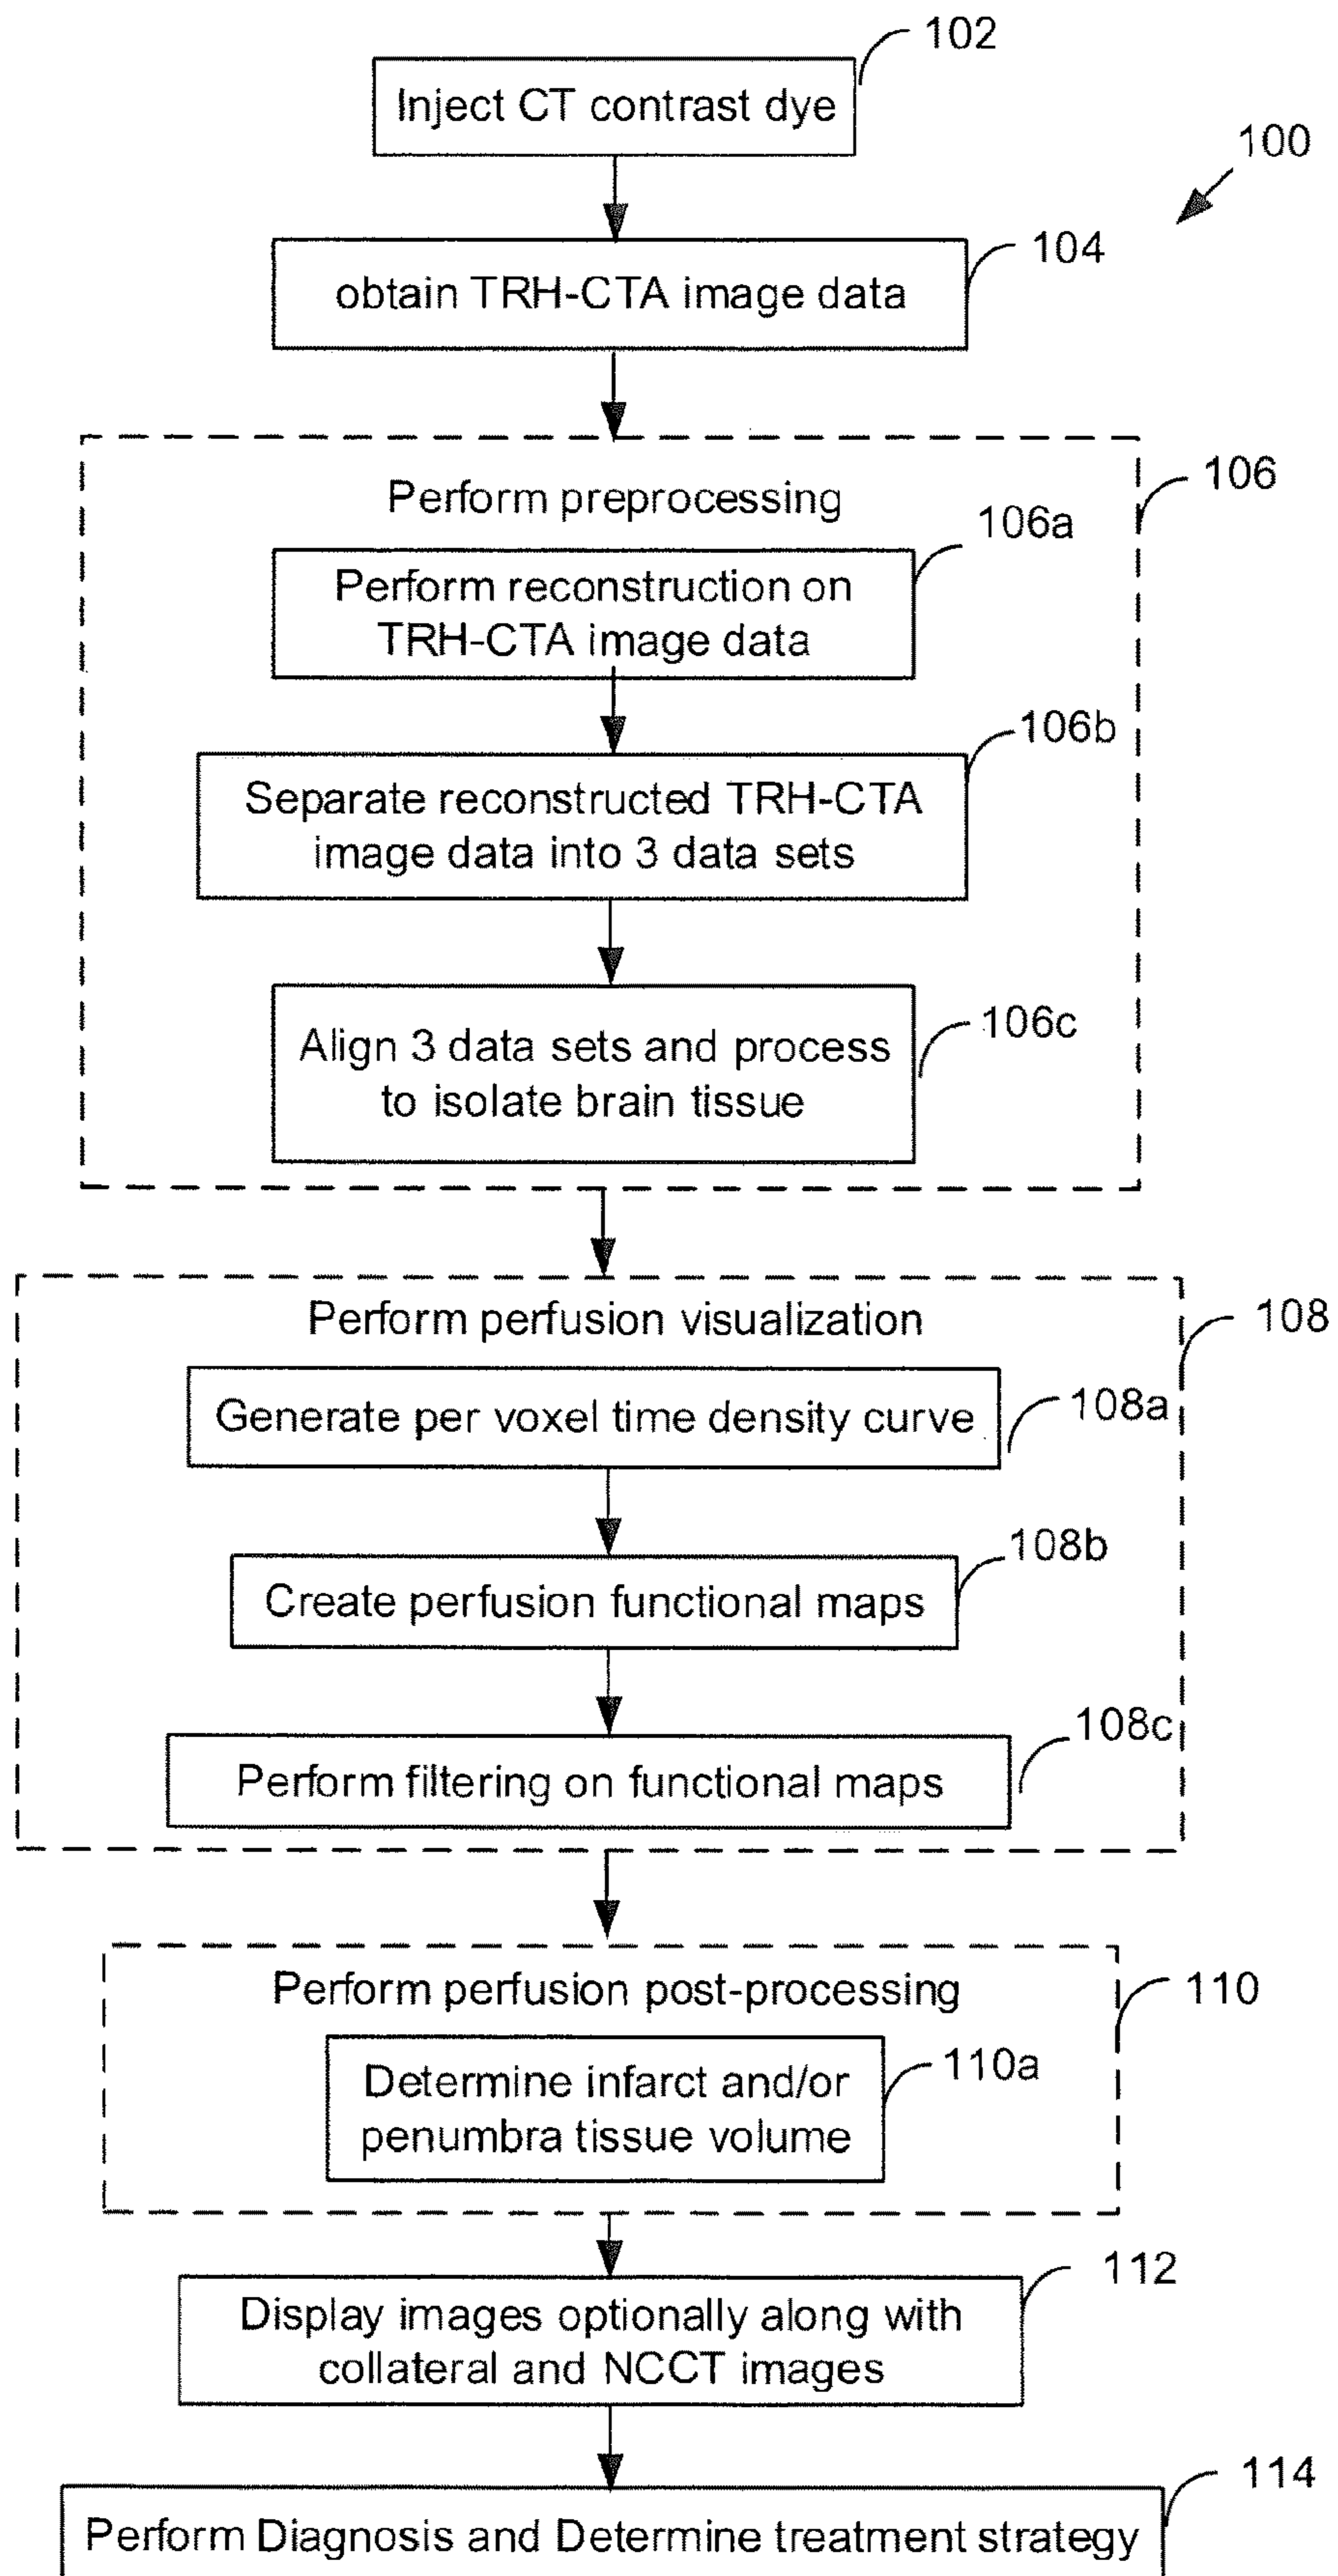 102
Inject CT contrast dye
100
104
obtain TRH-CTA image data
106
Perform preprocessing
106a
Perform reconstruction on
TRH-CTA image data
106b
Separate reconstructed TRH-CTA
image data into 3 data sets
106c
Align 3 data sets and process
to isolate brain tissue
Perform perfusion visualization
108
108a
Generate per voxel time density curve
108b
Create perfusion functional maps
108c
Perform filtering on functional maps
Perform perfusion post-processing
110
110a
Determine infarct and/or
penumbra tissue volume
112
Display images optionally along with
collateral and NCCT images
114
Perform Diagnosis and Determine treatment strategy